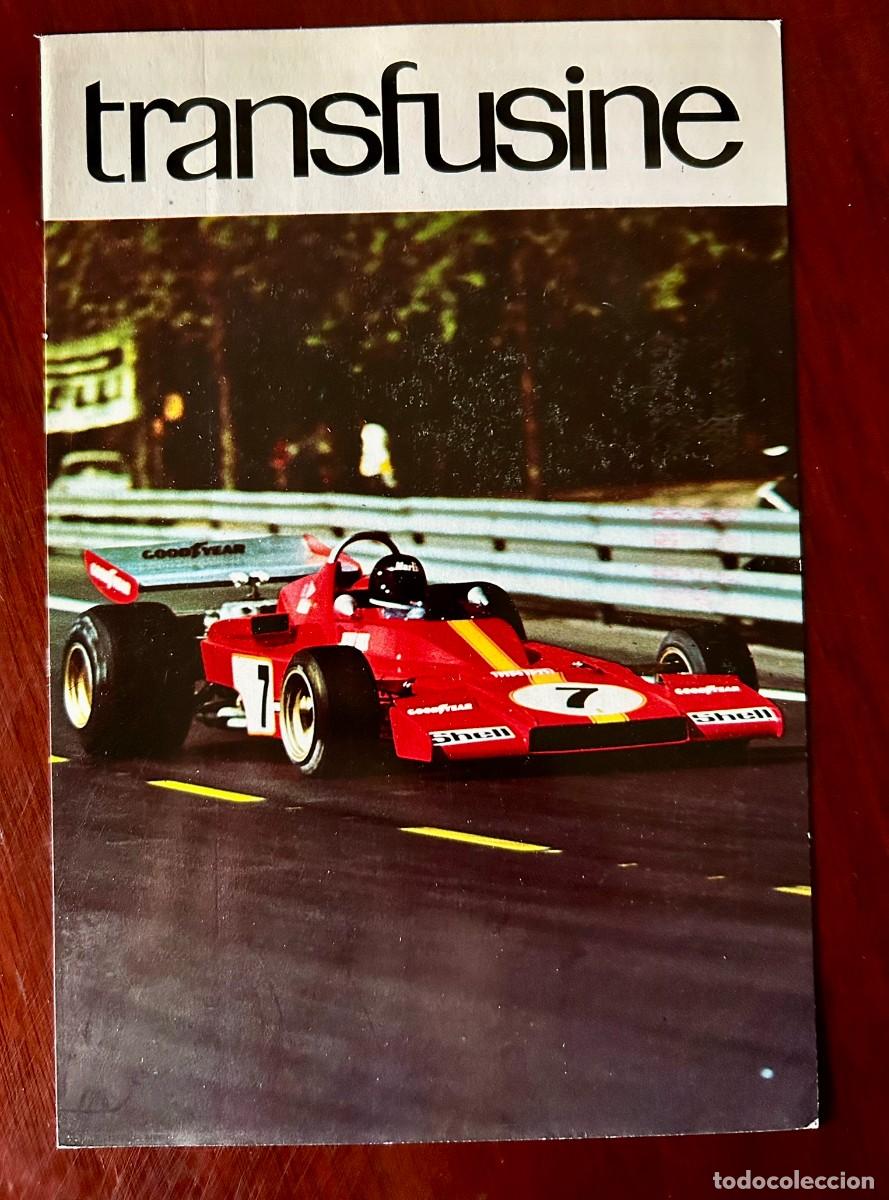 transfusine
GOODYEAR
7
7
GOODYEAR
GOODYEAR
Shell
Shell
todocoleccion